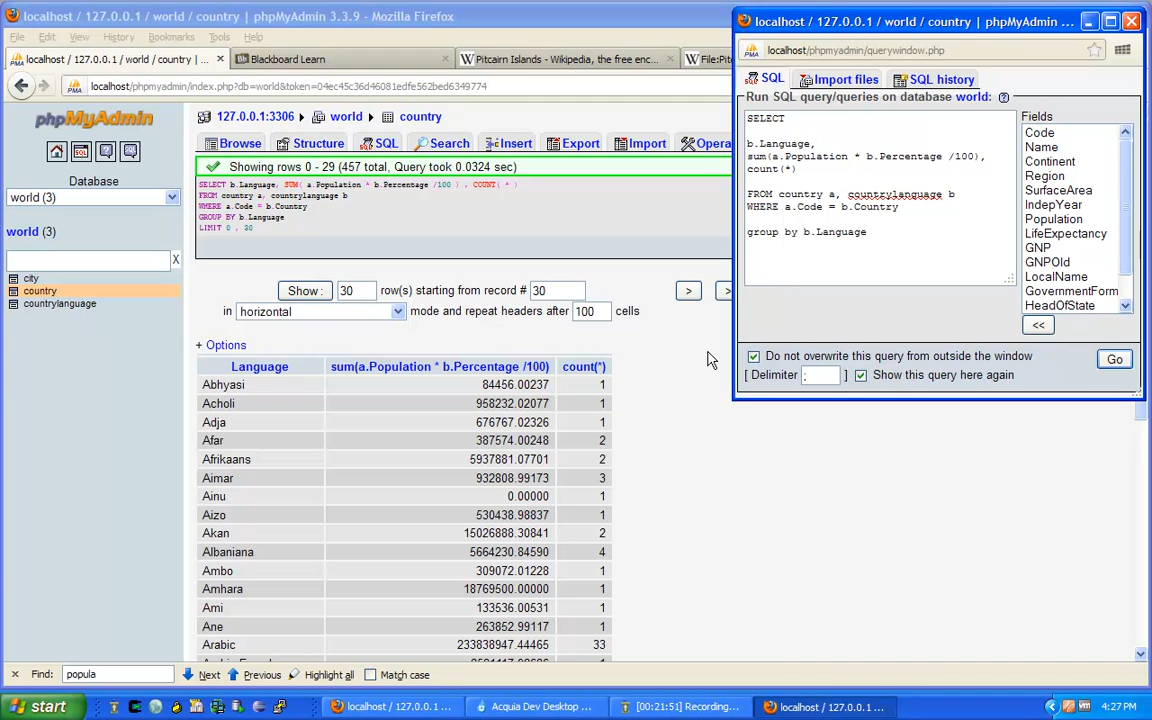 localhost / 127.0.0.1 / world / country | phpMyAdmin 3.3.9 - Mozilla Firefox
File Edit View History Bookmarks Tools Help
localhost / 127.0.0.1 / world / country | ... ×
Blackboard Learn ×
Pitcairn Islands - Wikipedia, the free enc... ×
File:Pit
localhost/phpmyadmin/index.php?db=world&token=04ec45c36d46081edfe562bed6349774
phpMyAdmin
Database
world (3)
world (3)
X
city
country
countrylanguage
127.0.0.1:3306 world country
Browse Structure SQL Search Insert Export Import Opera
Showing rows 0 - 29 (457 total, Query took 0.0324 sec)
SELECT b.Language, SUM( a.Population * b.Percentage /100 ) , COUNT( * )
FROM country a, countrylanguage b
WHERE a.Code = b.Country
GROUP BY b.Language
LIMIT 0 , 30
Show : 30 row(s) starting from record # 30 > >
in horizontal mode and repeat headers after 100 cells
+ Options
Language sum(a.Population * b.Percentage /100) count(*)
Abhyasi 84456.00237 1
Acholi 958232.02077 1
Adja 676767.02326 1
Afar 387574.00248 2
Afrikaans 5937881.07701 2
Aimar 932808.99173 3
Ainu 0.00000 1
Aizo 530438.98837 1
Akan 15026888.30841 2
Albaniana 5664230.84590 4
Ambo 309072.01228 1
Amhara 18769500.00000 1
Ami 133536.00531 1
Ane 263852.99117 1
Arabic 233838947.44465 33
localhost / 127.0.0.1 / world / country | phpMyAdmin ...
localhost/phpmyadmin/querywindow.php
SQL Import files SQL history
Run SQL query/queries on database world:
SELECT
b.Language,
sum(a.Population * b.Percentage /100),
count(*)
FROM country a, countrylanguage b
WHERE a.Code = b.Country
group by b.Language
Fields
Code
Name
Continent
Region
SurfaceArea
IndepYear
Population
LifeExpectancy
GNP
GNPOld
LocalName
GovernmentForm
HeadOfState
<<
Do not overwrite this query from outside the window
Go
[ Delimiter ; ] Show this query here again
× Find: popula Next Previous Highlight all Match case
start
localhost / 127.0.0.1 ...
Acquia Dev Desktop ...
[00:21:51] Recording...
localhost / 127.0.0.1 ...
4:27 PM